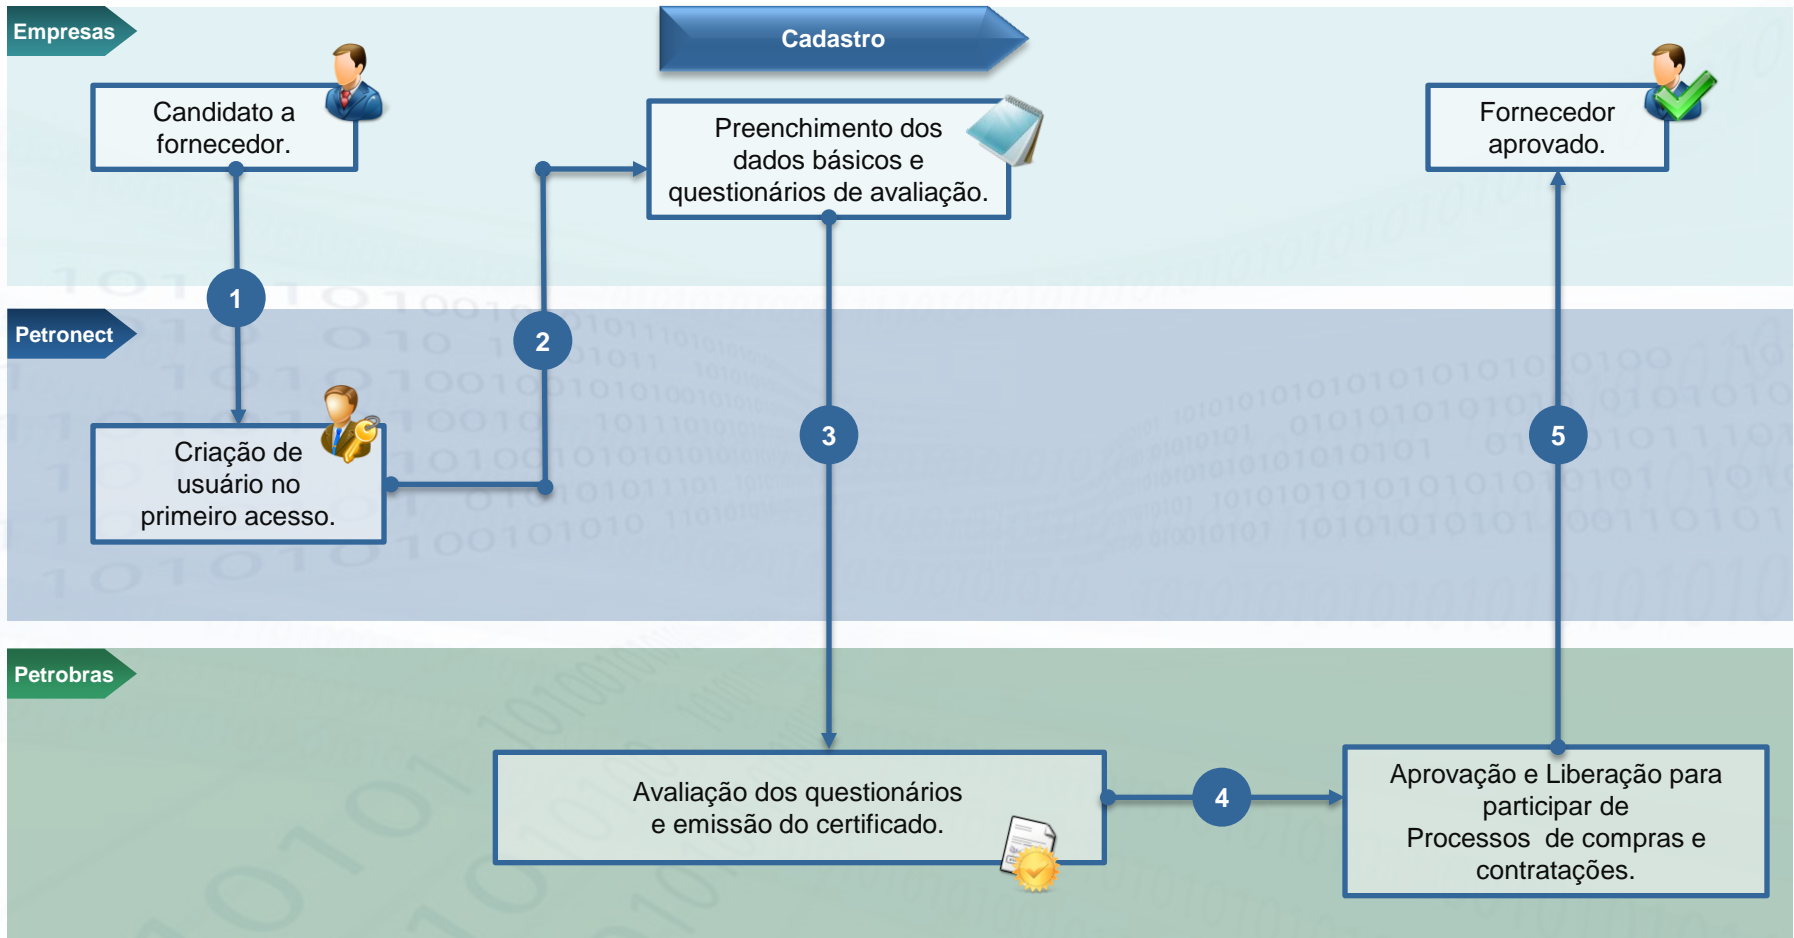 Empresas
Cadastro
Candidato a
fornecedor.
Preenchimento dos
dados básicos e
questionários de avaliação.
Fornecedor
aprovado.
1
Petronect
2
3
5
Criação de
usuário no
primeiro acesso.
Petrobras
Avaliação dos questionários
e emissão do certificado.
4
Aprovação e Liberação para
participar de
Processos  de compras e
contratações.